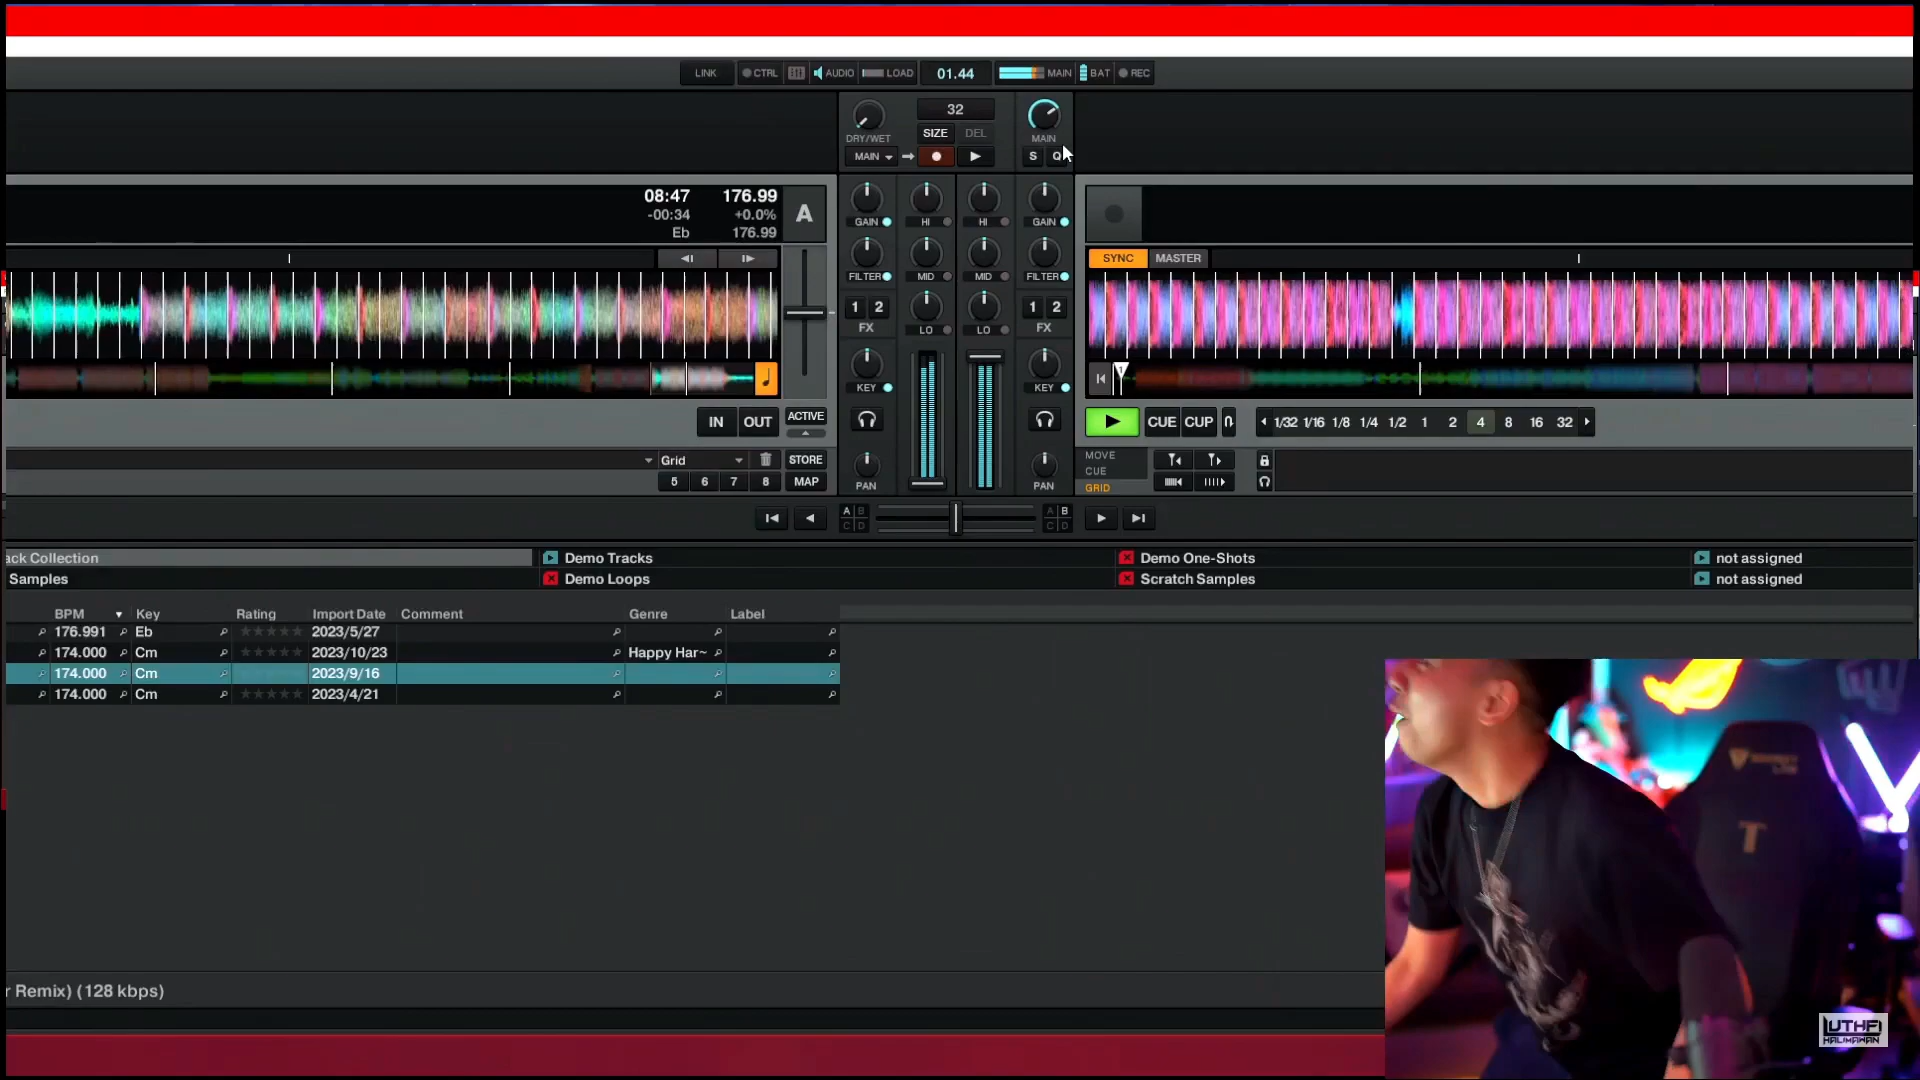 LINK CTRL AUDIO LOAD 01.44 MAIN BAT REC
32
DRY/WET SIZE DEL MAIN
MAIN S Q
08:47 176.99
-00:34 +0.0%
Eb 176.99
A
GAIN HI HI GAIN
FILTER MID MID FILTER
1 2 LO LO 1 2
FX FX
KEY KEY
PAN PAN
SYNC MASTER
IN OUT ACTIVE
CUE CUP 1/32 1/16 1/8 1/4 1/2 1 2 4 8 16 32
Grid STORE
5 6 7 8 MAP
MOVE
CUE
GRID
A B A B
C D C D
ack Collection Demo Tracks Demo One-Shots not assigned
Samples Demo Loops Scratch Samples not assigned
BPM Key Rating Import Date Comment Genre Label
176.991 Eb 2023/5/27
174.000 Cm 2023/10/23 Happy Har~
174.000 Cm 2023/9/16
174.000 Cm 2023/4/21
r Remix) (128 kbps)
T
LUTHFI
HALIMAWAN